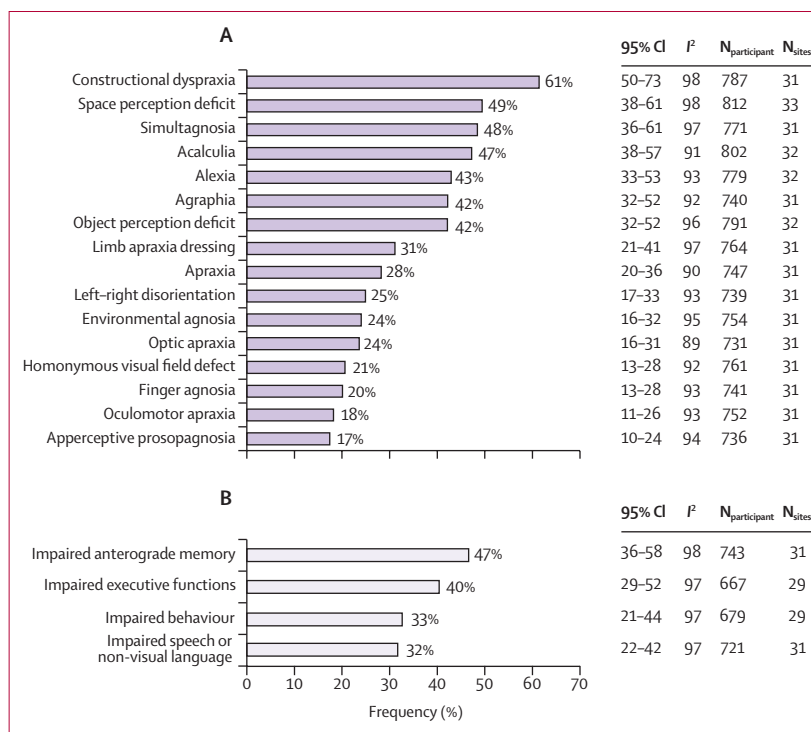 A
95% CI I² Nparticipant Nsites
Constructional dyspraxia 61% 50–73 98 787 31
Space perception deficit 49% 38–61 98 812 33
Simultagnosia 48% 36–61 97 771 31
Acalculia 47% 38–57 91 802 32
Alexia 43% 33–53 93 779 32
Agraphia 42% 32–52 92 740 31
Object perception deficit 42% 32–52 96 791 32
Limb apraxia dressing 31% 21–41 97 764 31
Apraxia 28% 20–36 90 747 31
Left–right disorientation 25% 17–33 93 739 31
Environmental agnosia 24% 16–32 95 754 31
Optic apraxia 24% 16–31 89 731 31
Homonymous visual field defect 21% 13–28 92 761 31
Finger agnosia 20% 13–28 93 741 31
Oculomotor apraxia 18% 11–26 93 752 31
Apperceptive prosopagnosia 17% 10–24 94 736 31
B
95% CI I² Nparticipant Nsites
Impaired anterograde memory 47% 36–58 98 743 31
Impaired executive functions 40% 29–52 97 667 29
Impaired behaviour 33% 21–44 97 679 29
Impaired speech or
non-visual language 32% 22–42 97 721 31
0 10 20 30 40 50 60 70
Frequency (%)